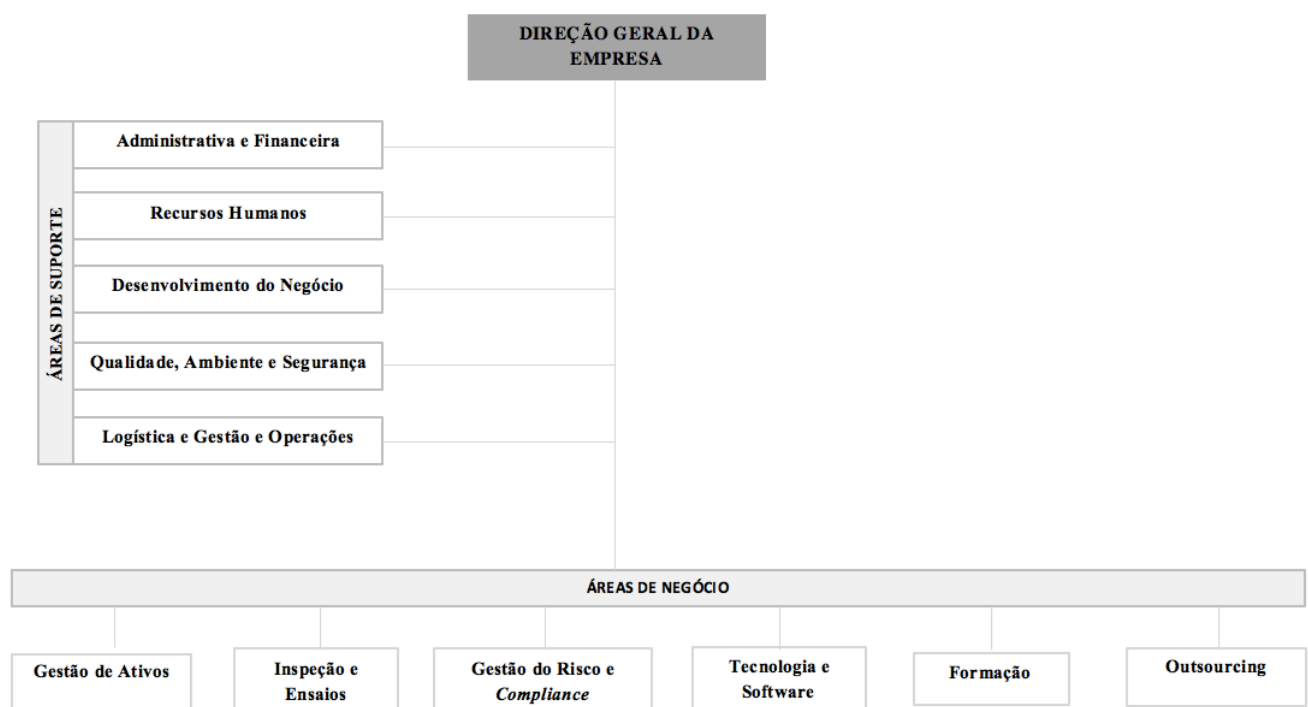 DIREÇÃO GERAL DA
EMPRESA
ÁREAS DE SUPORTE
Administrativa e Financeira
Recursos Humanos
Desenvolvimento do Negócio
Qualidade, Ambiente e Segurança
Logística e Gestão e Operações
ÁREAS DE NEGÓCIO
Gestão de Ativos
Inspeção e
Ensaios
Gestão do Risco e
Compliance
Tecnologia e
Software
Formação
Outsourcing